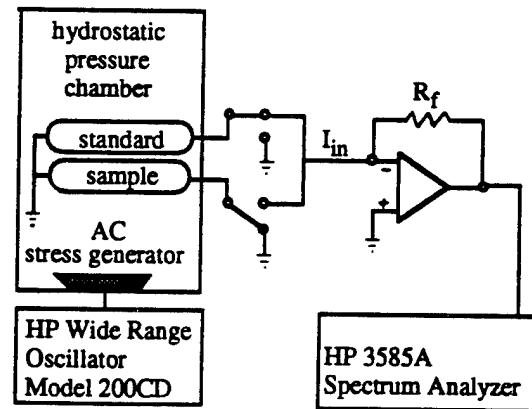 hydrostatic
pressure
chamber
standard
sample
AC
stress generator
HP Wide Range
Oscillator
Model 200CD
I_in
R_f
-
+
HP 3585A
Spectrum Analyzer